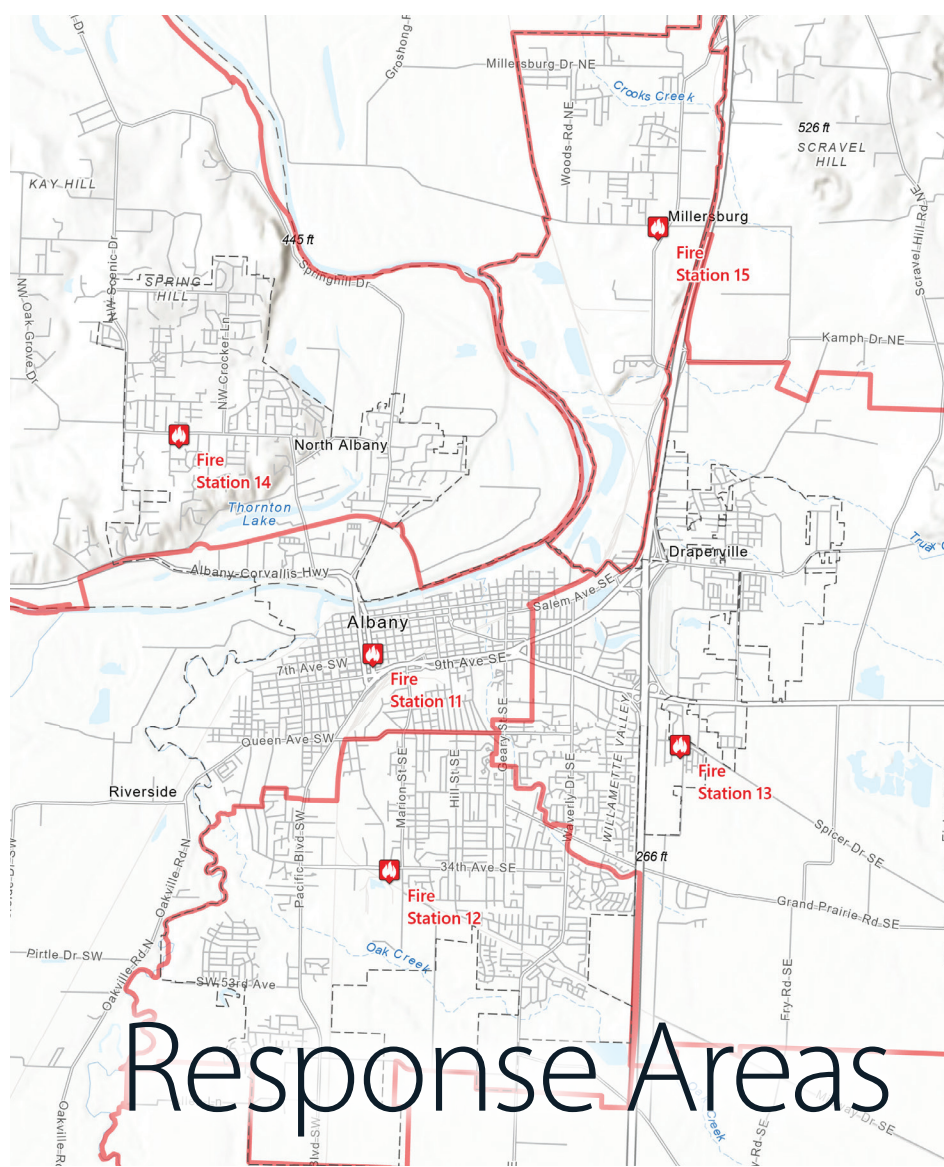 Groshong
Millersburg Dr NE
Crooks Creek
Woods Rd NE
526 ft
SCRAVEL
HILL
KAY HILL
Scravel Hill Rd NE
Millersburg
Fire
Station 15
445 ft
Springhill Dr
NW Scenic Dr
SPRING
HILL
NW Oak Grove Dr
NW Crocker Ln
Kamph Dr NE
North Albany
Fire
Station 14
Thornton
Lake
Albany-Corvallis Hwy
Draperville
Salem Ave SE
Albany
7th Ave SW
9th Ave SE
Fire
Station 11
Geary St SE
Queen Ave SW
WILLAMETTE VALLEY
Fire
Station 13
Riverside
Marion St SE
Hill St SE
Waverly Dr SE
Pacific Blvd SW
Spicer Dr SE
266 ft
34th Ave SE
Fire
Station 12
Oakville Rd N
Grand Prairie Rd SE
Oak Creek
Pirtle Dr SW
Oakville Rd N
SW 53rd Ave
Fry Rd SE
Response Areas
Creek